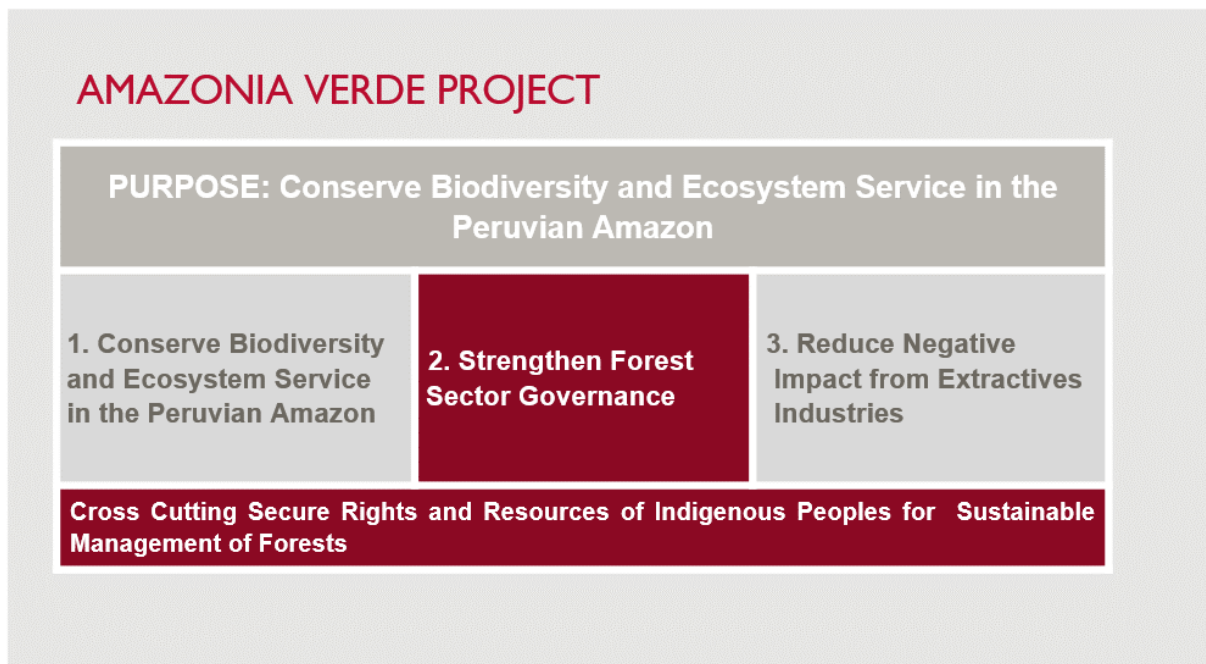 AMAZONIA VERDE PROJECT
PURPOSE: Conserve Biodiversity and Ecosystem Service in the
Peruvian Amazon
1. Conserve Biodiversity
and Ecosystem Service
in the Peruvian Amazon
2. Strengthen Forest
Sector Governance
3. Reduce Negative
Impact from Extractives
Industries
Cross Cutting Secure Rights and Resources of Indigenous Peoples for Sustainable
Management of Forests